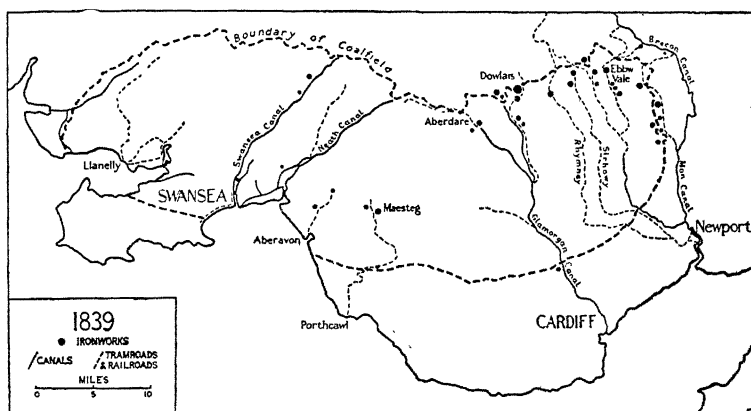 Boundary of Coalfield
Brecon Canal
Dowlais
Ebbw
Vale
Swansea Canal
Neath Canal
Aberdare
Llanelly
Rhymney
Sirhowy
Mon Canal
SWANSEA
Maesteg
Glamorgan Canal
Newport
Aberavon
Porthcawl
CARDIFF
1839
IRONWORKS
CANALS
TRAMROADS
& RAILROADS
MILES
0 5 10